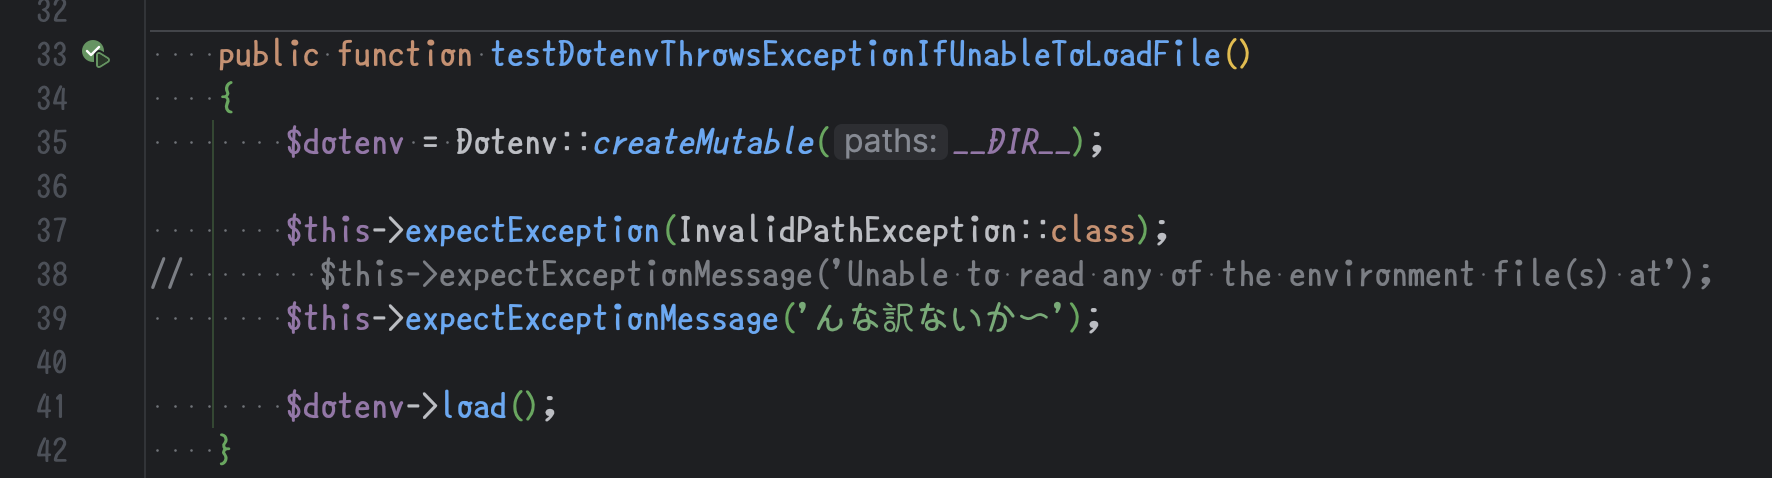 32
33 public function testDotenvThrowsExceptionIfUnableToLoadFile()
34 {
35 $dotenv = Dotenv::createMutable( paths: __DIR__);
36
37 $this->expectException(InvalidPathException::class);
38 // $this->expectExceptionMessage('Unable to read any of the environment file(s) at');
39 $this->expectExceptionMessage('んな訳ないか〜');
40
41 $dotenv->load();
42 }